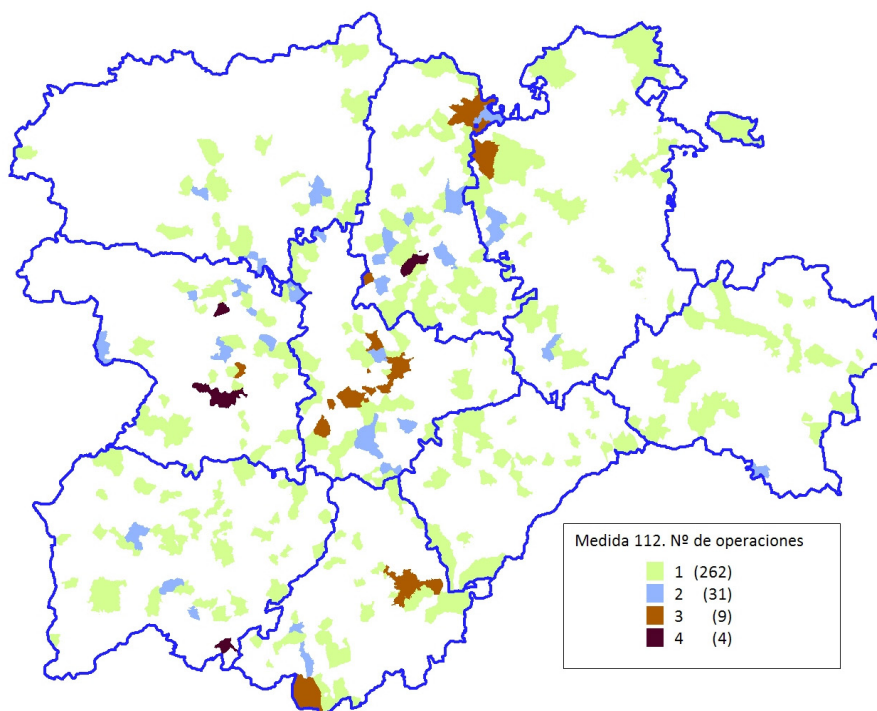 Medida 112. Nº de operaciones
1 (262)
2 (31)
3 (9)
4 (4)